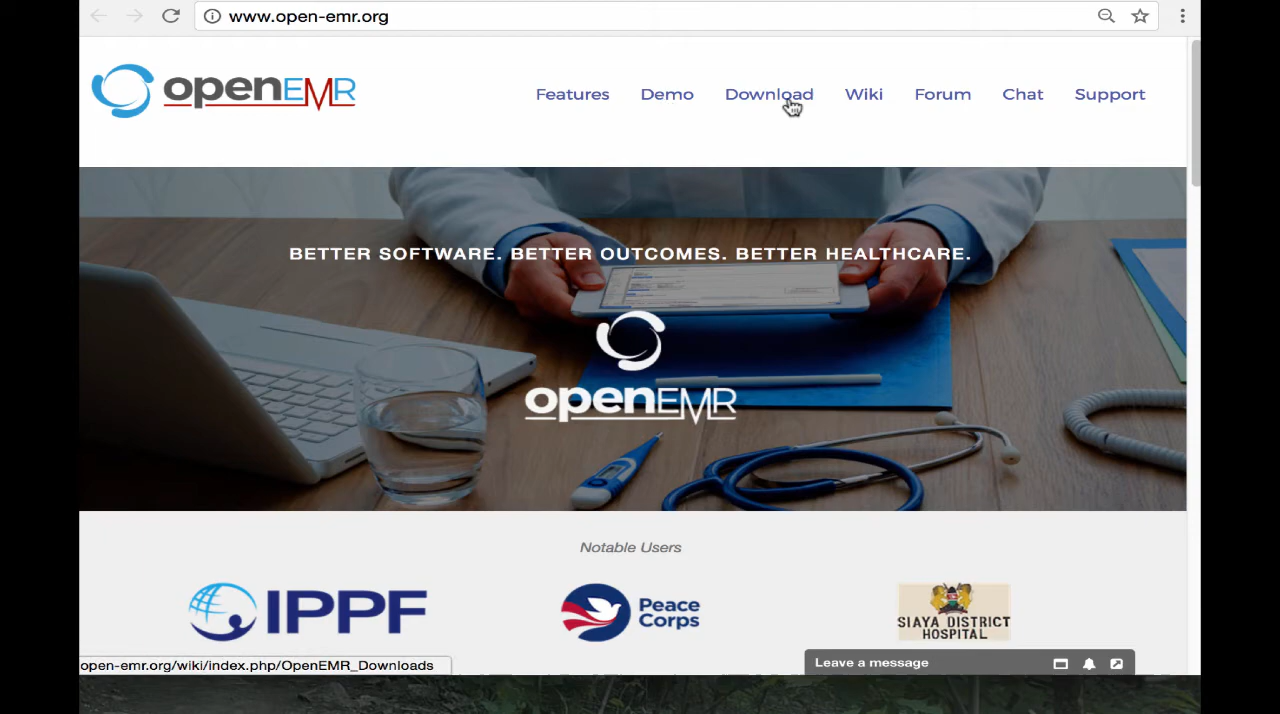 www.open-emr.org
openEMR
Features Demo Download Wiki Forum Chat Support
BETTER SOFTWARE. BETTER OUTCOMES. BETTER HEALTHCARE.
openEMR
Notable Users
IPPF
Peace
Corps
SIAYA DISTRICT
HOSPITAL
open-emr.org/wiki/index.php/OpenEMR_Downloads
Leave a message